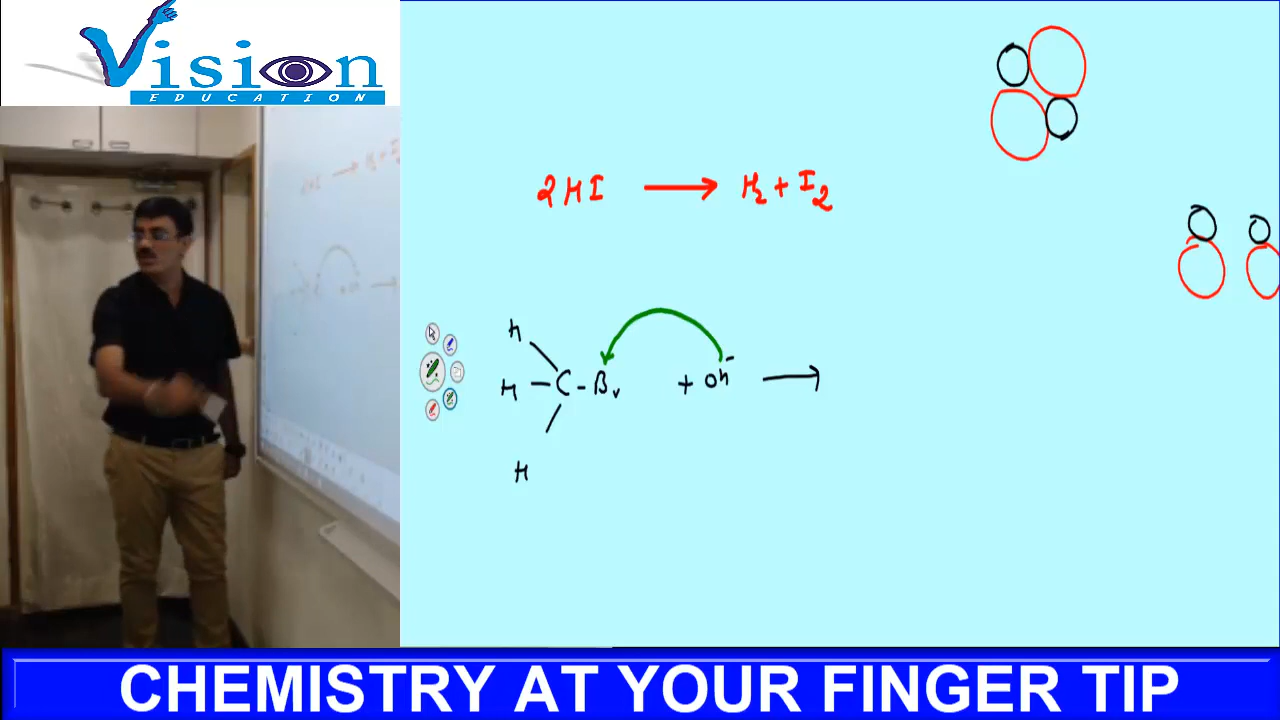 Vision
EDUCATION
2HI → H2 + I2
H
H - C - Br + OH- →
H
CHEMISTRY AT YOUR FINGER TIP